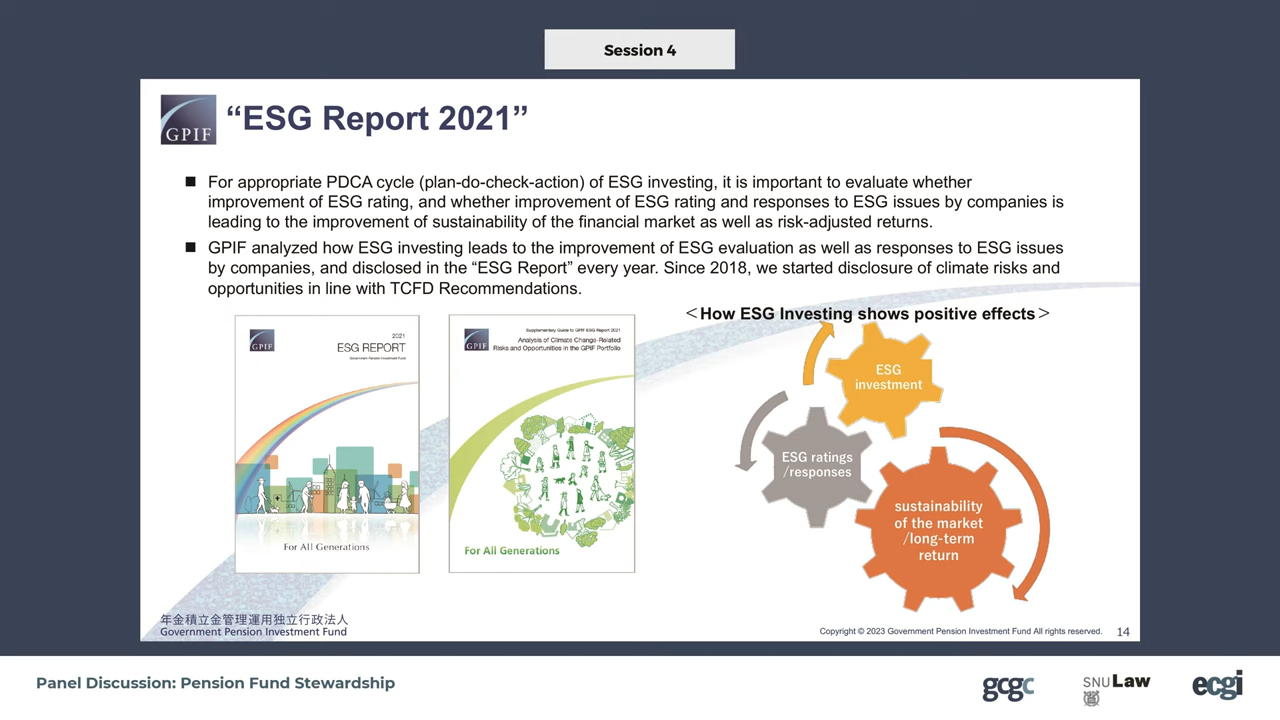 Session 4
GPIF
“ESG Report 2021”
■ For appropriate PDCA cycle (plan-do-check-action) of ESG investing, it is important to evaluate whether
improvement of ESG rating, and whether improvement of ESG rating and responses to ESG issues by companies is
leading to the improvement of sustainability of the financial market as well as risk-adjusted returns.
■ GPIF analyzed how ESG investing leads to the improvement of ESG evaluation as well as responses to ESG issues
by companies, and disclosed in the “ESG Report” every year. Since 2018, we started disclosure of climate risks and
opportunities in line with TCFD Recommendations.
GPIF
2021
ESG REPORT
Government Pension Investment Fund
For All Generations
GPIF
Supplementary Guide to GPIF ESG Report 2021
Analysis of Climate Change-Related
Risks and Opportunities in the GPIF Portfolio
For All Generations
＜How ESG Investing shows positive effects＞
ESG
investment
ESG ratings
/responses
sustainability
of the market
/long-term
return
年金積立金管理運用独立行政法人
Government Pension Investment Fund
Copyright © 2023 Government Pension Investment Fund All rights reserved.
14
Panel Discussion: Pension Fund Stewardship
gcgc
SNU Law
ecgi